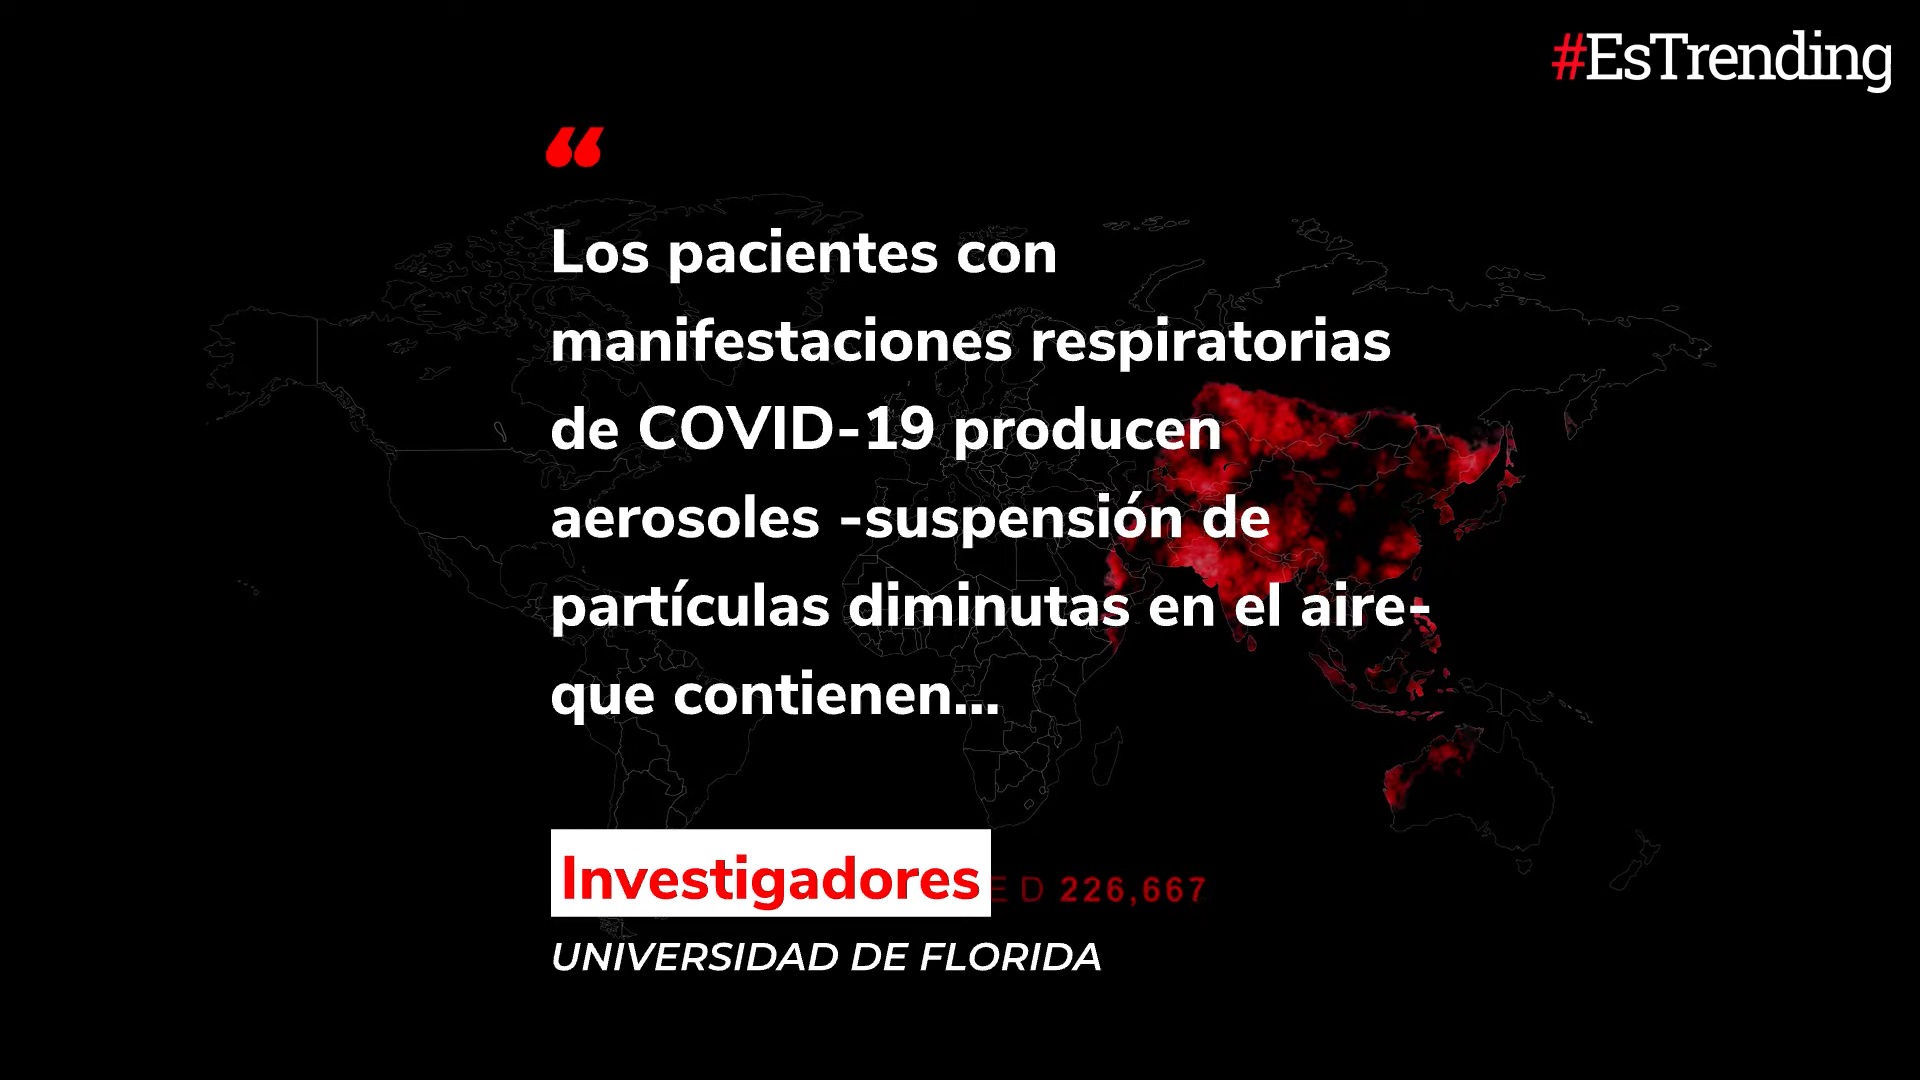 #EsTrending
“
Los pacientes con
manifestaciones respiratorias
de COVID-19 producen
aerosoles -suspensión de
partículas diminutas en el aire-
que contienen...
Investigadores
ED 226,667
UNIVERSIDAD DE FLORIDA